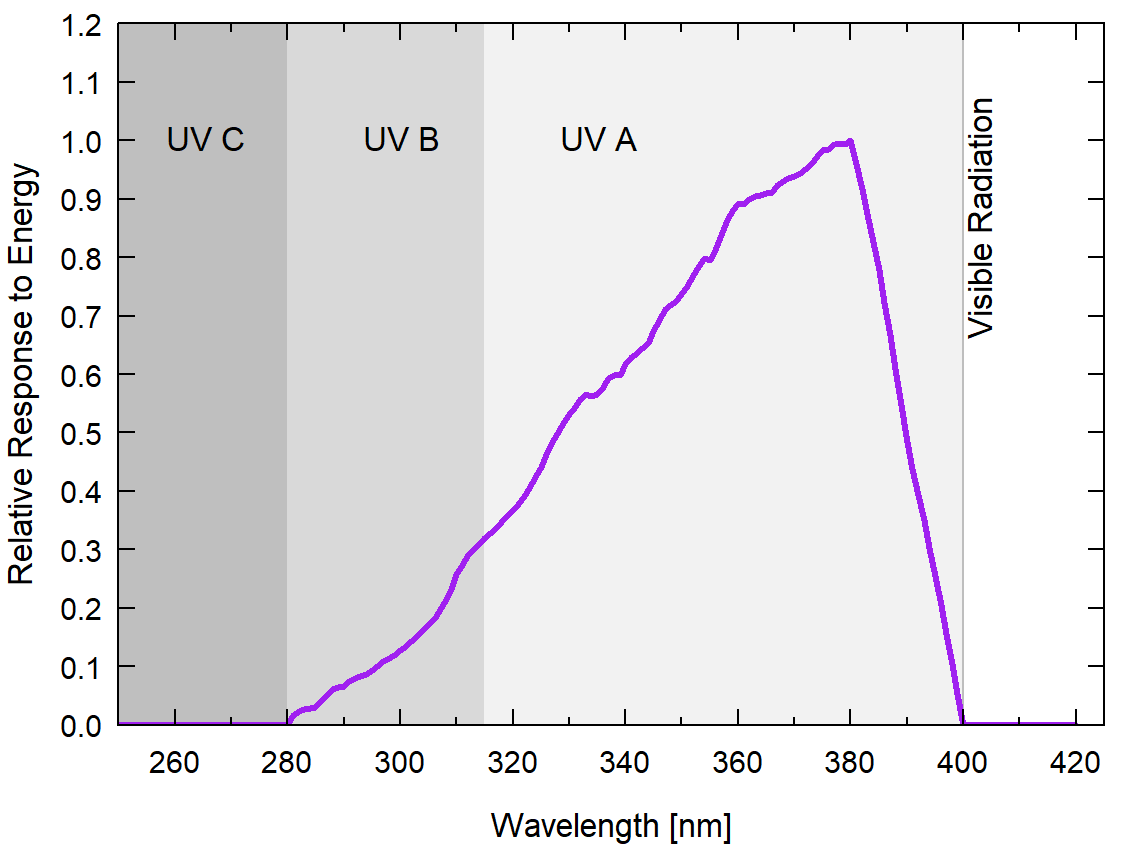 1.2
1.1
1.0
0.9
0.8
0.7
0.6
0.5
0.4
0.3
0.2
0.1
0.0
Relative Response to Energy
UV C
UV B
UV A
Visible Radiation
260 280 300 320 340 360 380 400 420
Wavelength [nm]